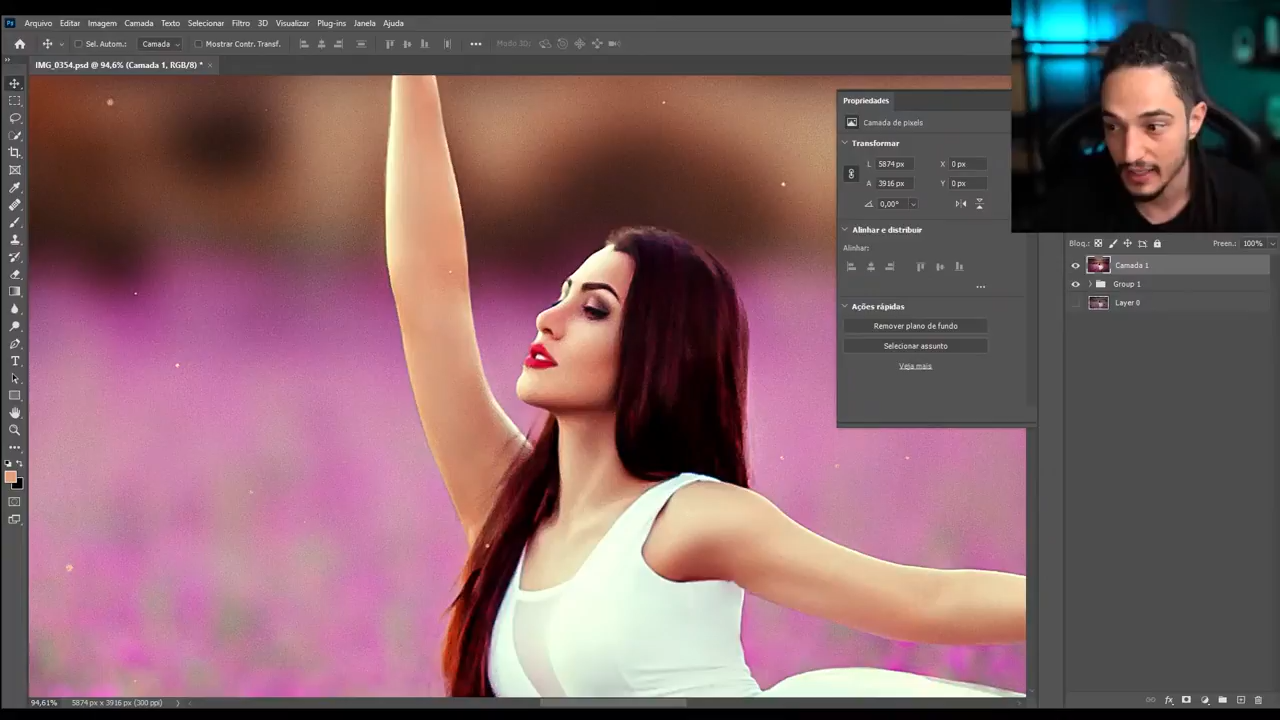 Ps Arquivo Editar Imagem Camada Texto Selecionar Filtro 3D Visualizar Plug-ins Janela Ajuda
Sel. Autom.: Camada Mostrar Contr. Transf. ••• Modo 3D:
IMG_0354.psd @ 94,6% (Camada 1, RGB/8) * ×
Propriedades
Camada de pixels
Transformar
L 5874 px X 0 px
A 3916 px Y 0 px
0,00°
Alinhar e distribuir
Alinhar:
•••
Ações rápidas
Remover plano de fundo
Selecionar assunto
Veja mais
Bloq.: Preen.: 100%
Camada 1
Group 1
Layer 0
94,61% 5874 px x 3916 px (300 ppi)